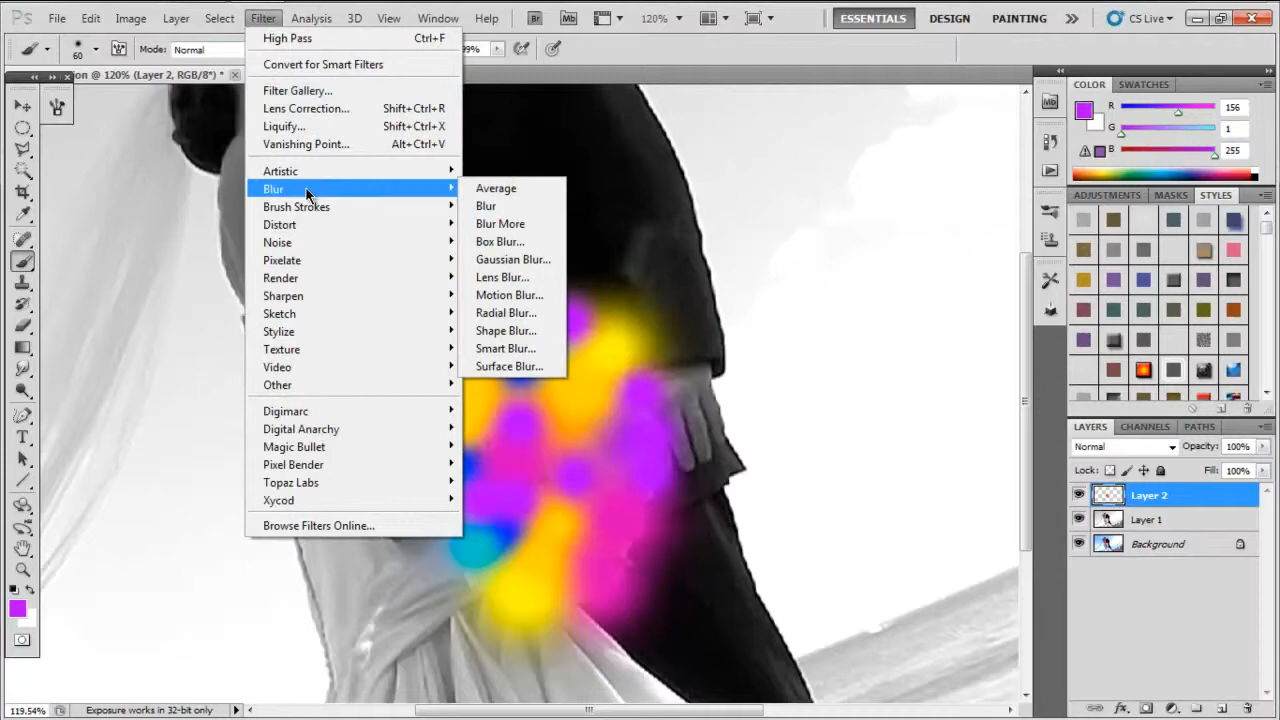 Ps File Edit Image Layer Select Filter Analysis 3D View Window Help Br Mb 120% ESSENTIALS DESIGN PAINTING CS Live
60 Mode: Normal 99%
ion @ 120% (Layer 2, RGB/8*) *
High Pass Ctrl+F
Convert for Smart Filters
Filter Gallery...
Lens Correction... Shift+Ctrl+R
Liquify... Shift+Ctrl+X
Vanishing Point... Alt+Ctrl+V
Artistic
Blur
Brush Strokes
Distort
Noise
Pixelate
Render
Sharpen
Sketch
Stylize
Texture
Video
Other
Digimarc
Digital Anarchy
Magic Bullet
Pixel Bender
Topaz Labs
Xycod
Browse Filters Online...
Average
Blur
Blur More
Box Blur...
Gaussian Blur...
Lens Blur...
Motion Blur...
Radial Blur...
Shape Blur...
Smart Blur...
Surface Blur...
COLOR SWATCHES
R 156
G 1
B 255
ADJUSTMENTS MASKS STYLES
LAYERS CHANNELS PATHS
Normal Opacity: 100%
Lock: Fill: 100%
Layer 2
Layer 1
Background
119.54% Exposure works in 32-bit only